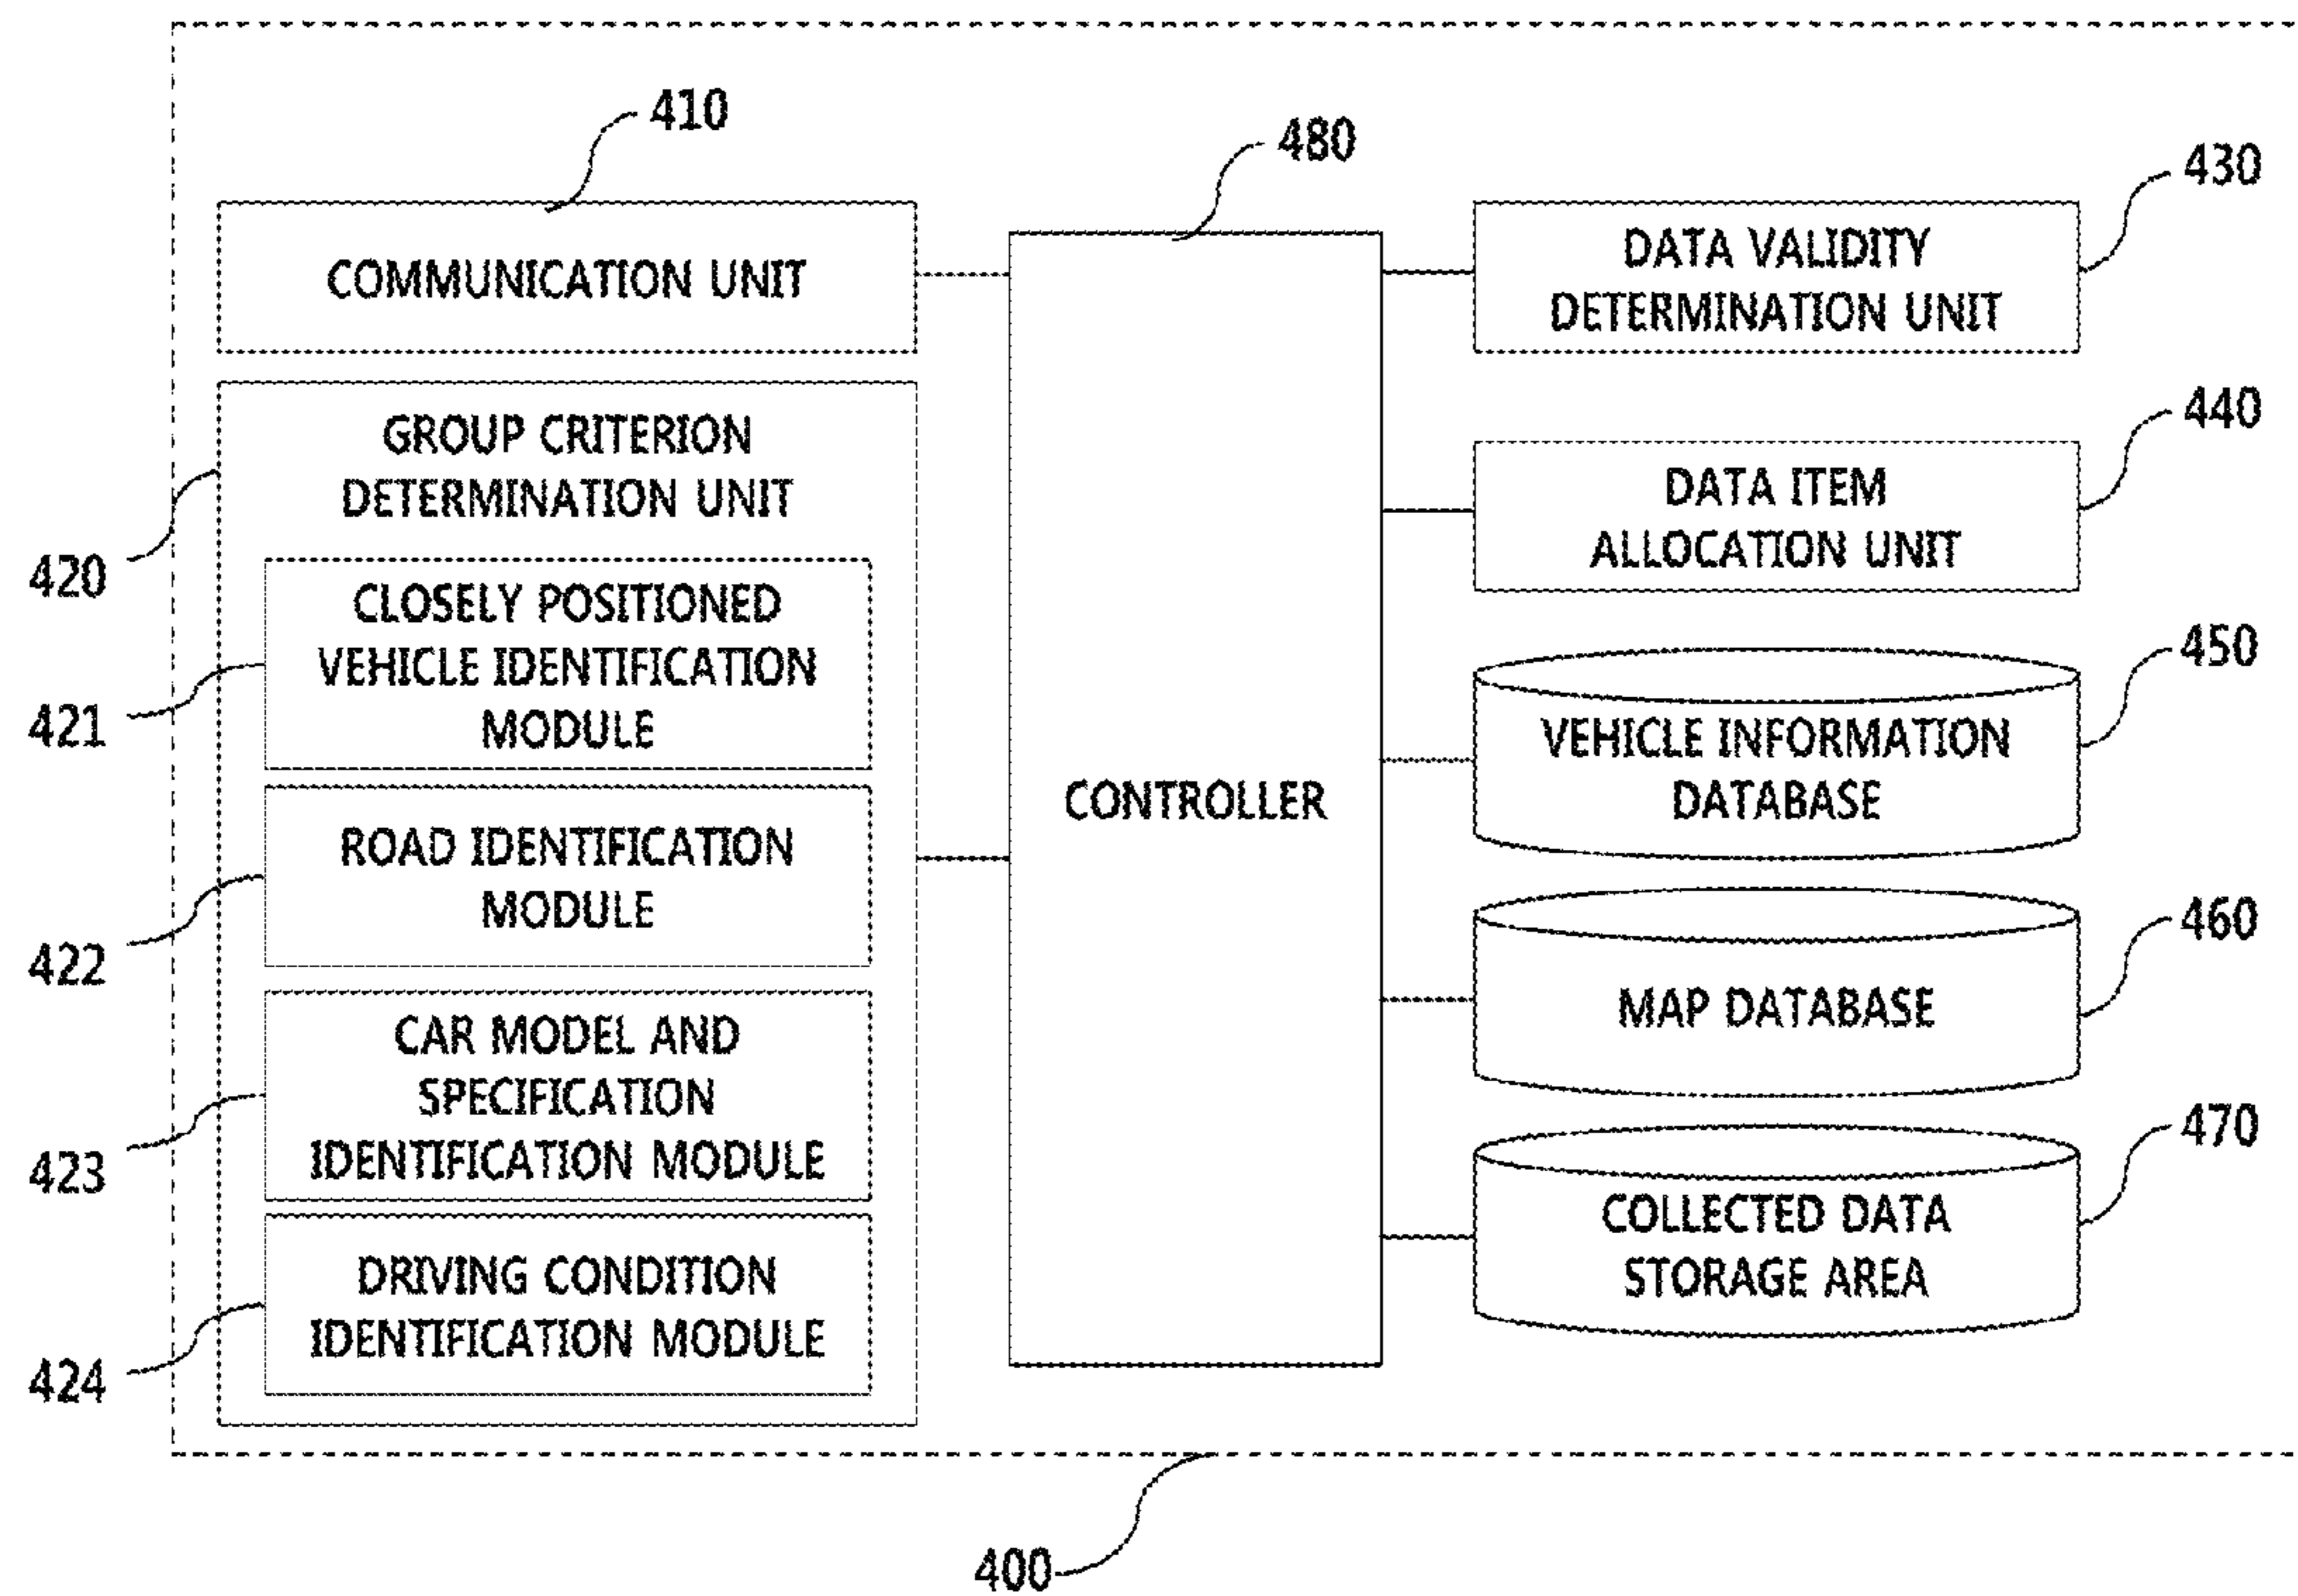 410
480
430
COMMUNICATION UNIT
DATA VALIDITY
DETERMINATION UNIT
GROUP CRITERION
DETERMINATION UNIT
420
440
DATA ITEM
ALLOCATION UNIT
CLOSELY POSITIONED
VEHICLE IDENTIFICATION
MODULE
421
450
VEHICLE INFORMATION
DATABASE
CONTROLLER
ROAD IDENTIFICATION
MODULE
422
460
MAP DATABASE
CAR MODEL AND
SPECIFICATION
IDENTIFICATION MODULE
423
470
COLLECTED DATA
STORAGE AREA
DRIVING CONDITION
IDENTIFICATION MODULE
424
400